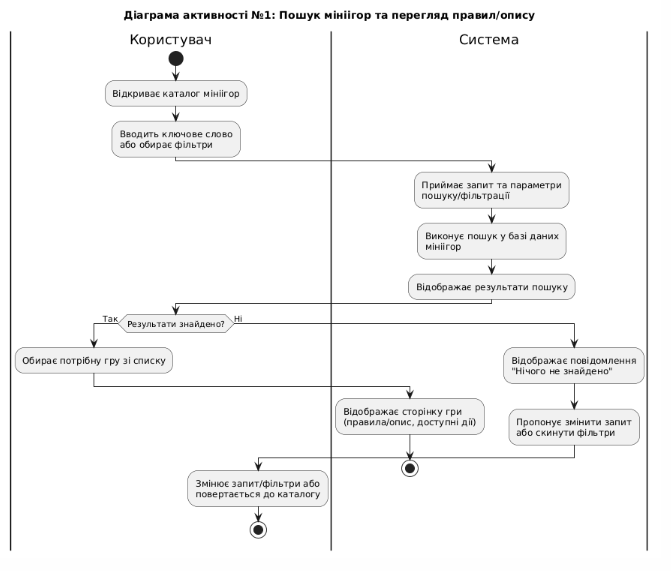 Діаграма активності №1: Пошук мініігор та перегляд правил/опису
Користувач
Система
Відкриває каталог мініігор
Вводить ключове слово
або обирає фільтри
Приймає запит та параметри
пошуку/фільтрації
Виконує пошук у базі даних
мініігор
Відображає результати пошуку
Так
Результати знайдено?
Ні
Обирає потрібну гру зі списку
Відображає повідомлення
"Нічого не знайдено"
Відображає сторінку гри
(правила/опис, доступні дії)
Пропонує змінити запит
або скинути фільтри
Змінює запит/фільтри або
повертається до каталогу